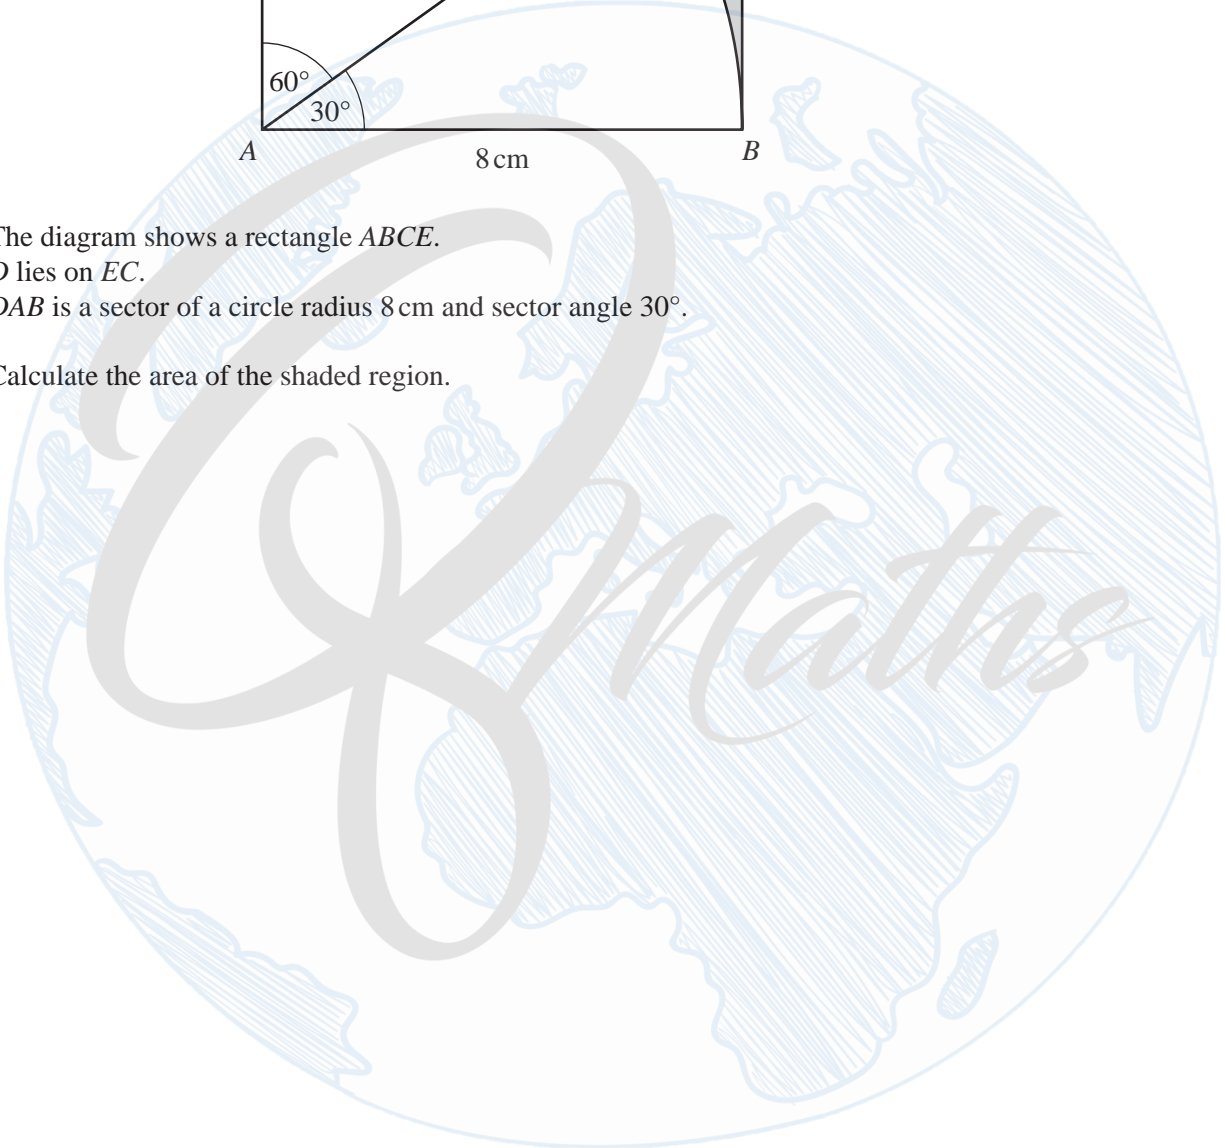 60°
30°
A
B
8 cm
The diagram shows a rectangle ABCE.
D lies on EC.
DAB is a sector of a circle radius 8 cm and sector angle 30°.
Calculate the area of the shaded region.
Maths